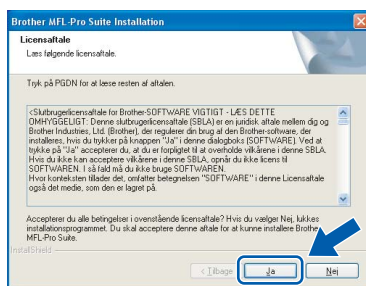 Brother MFL-Pro Suite Installation
Licensaftale
Læs følgende licensaftale.
Tryk på PGDN for at læse resten af aftalen.
<Slutbrugerlicensaftale for Brother-SOFTWARE VIGTIGT - LÆS DETTE
OMHYGGELIGT: Denne slutbrugerlicensaftale (SBLA) er en juridisk aftale mellem dig og
Brother Industries, Ltd. (Brother), der regulerer din brug af den Brother-software, der
installeres, hvis du trykker på knappen "Ja" i denne dialogboks (SOFTWARE). Ved at
trykke på "Ja" accepterer du, at du er forpligtet til at overholde vilkårene i denne SBLA.
Hvis du ikke kan acceptere vilkårene i denne SBLA, opnår du ikke licens til
SOFTWAREN. I så fald må du ikke bruge SOFTWAREN.
Hvor konteksten tillader det, omfatter betegnelsen "SOFTWARE" i denne Licensaftale
også det medie, som den er lagret på.
Accepterer du alle betingelser i ovenstående licensaftale? Hvis du vælger Nej, lukkes
installationsprogrammet. Du skal acceptere denne aftale for at kunne installere Brother
MFL-Pro Suite.
InstallShield
< Tilbage Ja Nej